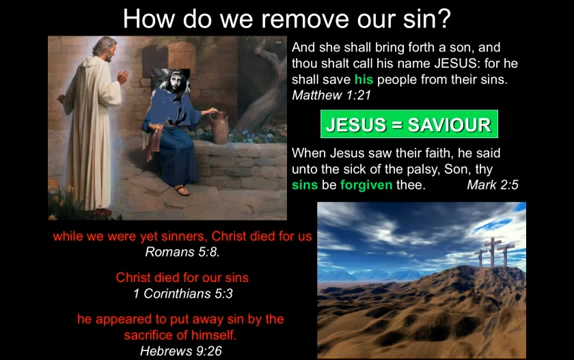 How do we remove our sin?
And she shall bring forth a son, and
thou shalt call his name JESUS: for he
shall save his people from their sins.
Matthew 1:21
JESUS = SAVIOUR
When Jesus saw their faith, he said
unto the sick of the palsy, Son, thy
sins be forgiven thee. Mark 2:5
while we were yet sinners, Christ died for us
Romans 5:8.
Christ died for our sins
1 Corinthians 5:3
he appeared to put away sin by the
sacrifice of himself.
Hebrews 9:26